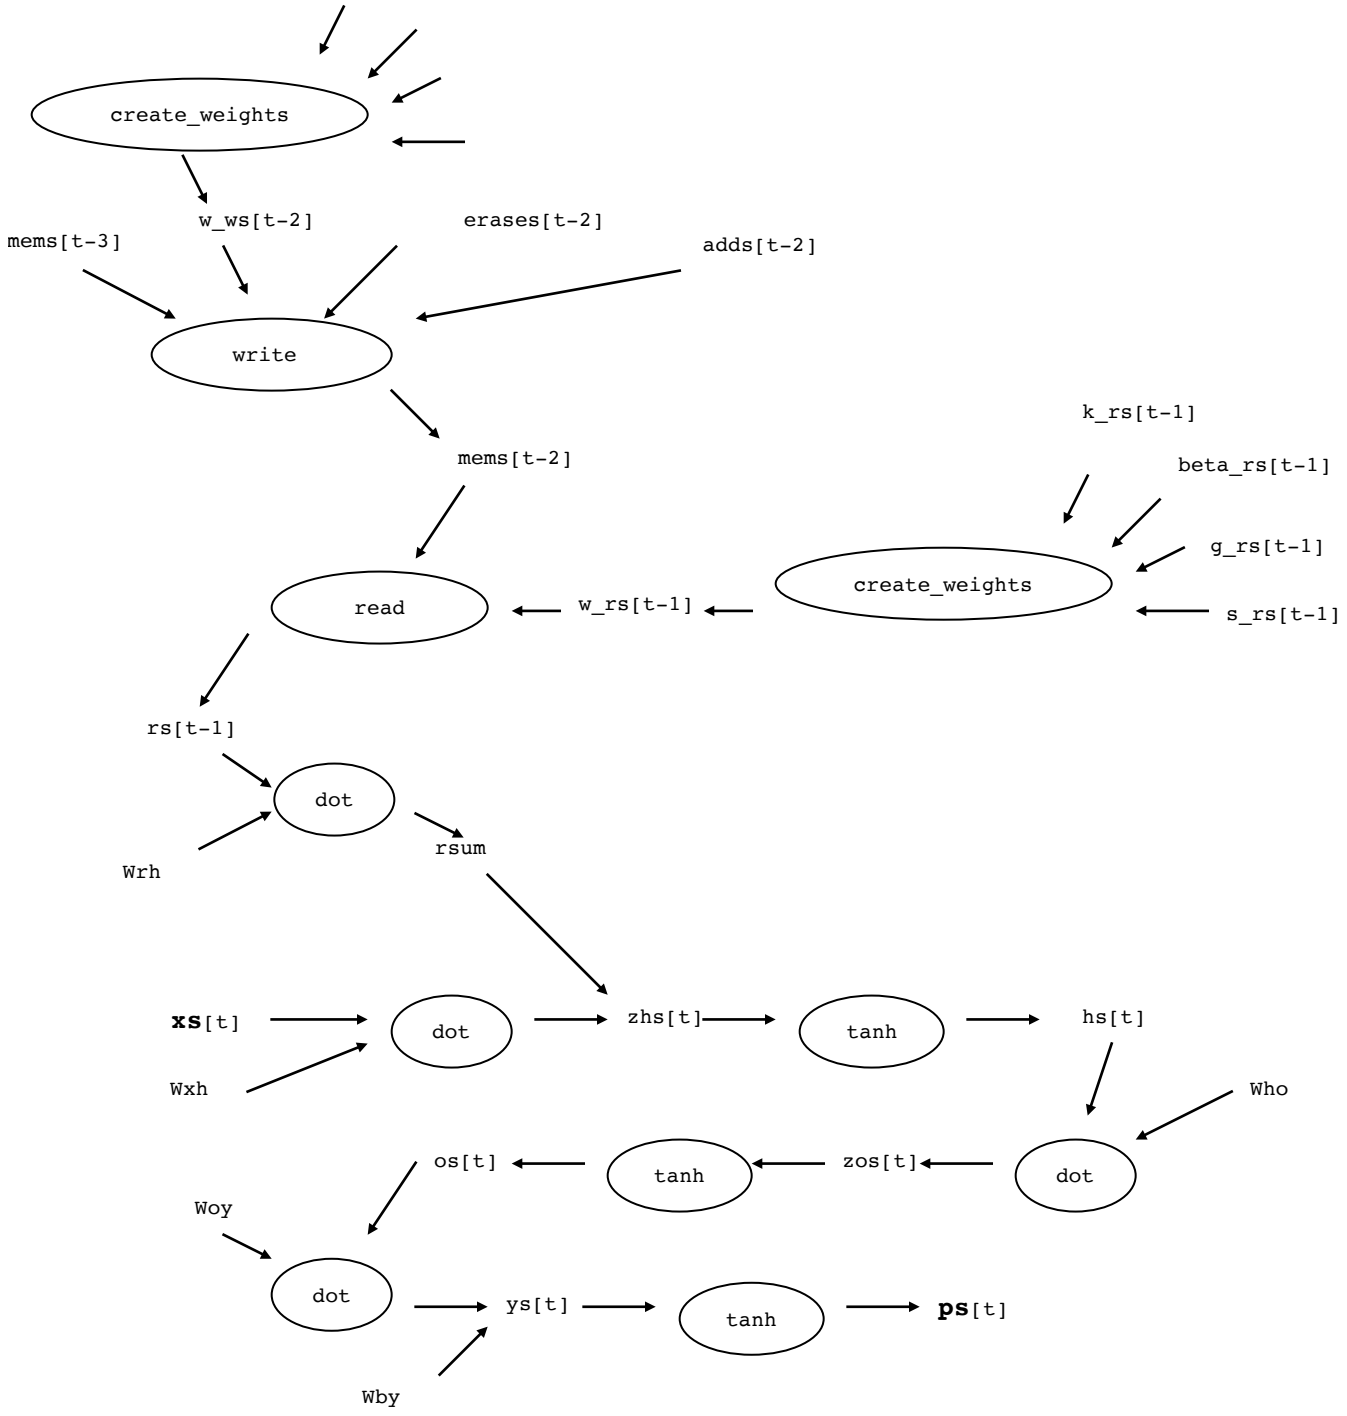 create_weights
w_ws[t-2]
erases[t-2]
mems[t-3]
adds[t-2]
write
k_rs[t-1]
mems[t-2]
beta_rs[t-1]
g_rs[t-1]
create_weights
read
w_rs[t-1]
s_rs[t-1]
rs[t-1]
dot
rsum
Wrh
xs[t]
dot
zhs[t]
tanh
hs[t]
Wxh
Who
os[t]
tanh
zos[t]
dot
Woy
dot
ys[t]
tanh
ps[t]
Wby